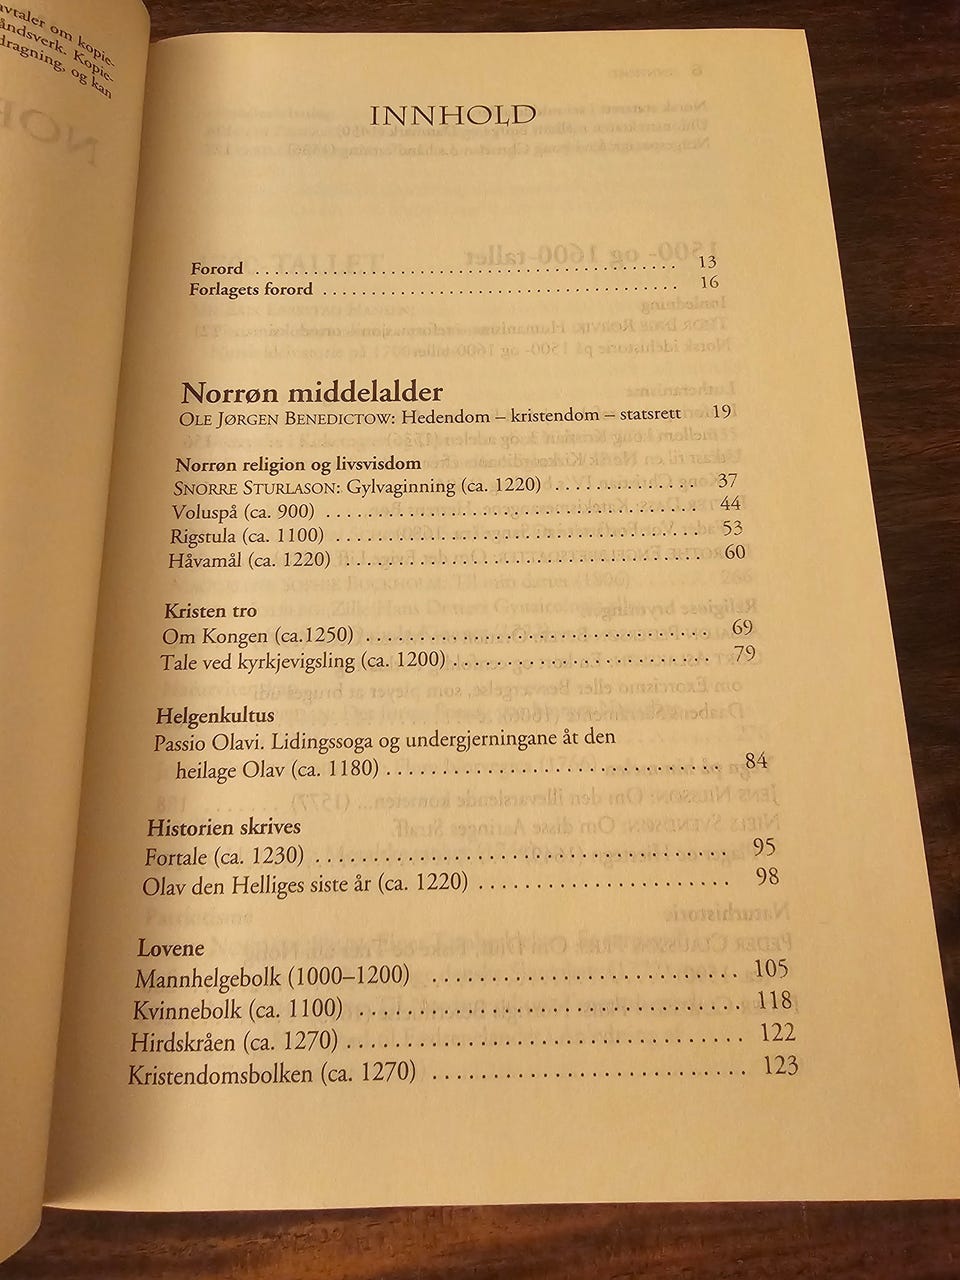 avtaler om kopie-
åndsverk. Kopie-
dragning, og kan
INNHOLD
Forord . . . . . . . . . . . . . . . . . . . . . . . . . . . . . . . . . . . . . . 13
Forlagets forord . . . . . . . . . . . . . . . . . . . . . . . . . . . . . . . . 16
Norrøn middelalder
OLE JØRGEN BENEDICTOW: Hedendom – kristendom – statsrett 19
Norrøn religion og livsvisdom
SNORRE STURLASON: Gylvaginning (ca. 1220) . . . . . . . . . . . . 37
Voluspå (ca. 900) . . . . . . . . . . . . . . . . . . . . . . . . . . . . . . . 44
Rigstula (ca. 1100) . . . . . . . . . . . . . . . . . . . . . . . . . . . . . . 53
Håvamål (ca. 1220) . . . . . . . . . . . . . . . . . . . . . . . . . . . . . . 60
Kristen tro
Om Kongen (ca.1250) . . . . . . . . . . . . . . . . . . . . . . . . . . . . 69
Tale ved kyrkjevigsling (ca. 1200) . . . . . . . . . . . . . . . . . . . . . 79
Helgenkultus
Passio Olavi. Lidingssoga og undergjerningane åt den
heilage Olav (ca. 1180) . . . . . . . . . . . . . . . . . . . . . . . . . . . 84
Historien skrives
Fortale (ca. 1230) . . . . . . . . . . . . . . . . . . . . . . . . . . . . . . . 95
Olav den Helliges siste år (ca. 1220) . . . . . . . . . . . . . . . . . . . 98
Lovene
Mannhelgebolk (1000–1200) . . . . . . . . . . . . . . . . . . . . . . . 105
Kvinnebolk (ca. 1100) . . . . . . . . . . . . . . . . . . . . . . . . . . . . 118
Hirdskråen (ca. 1270) . . . . . . . . . . . . . . . . . . . . . . . . . . . . . 122
Kristendomsbolken (ca. 1270) . . . . . . . . . . . . . . . . . . . . . . . 123